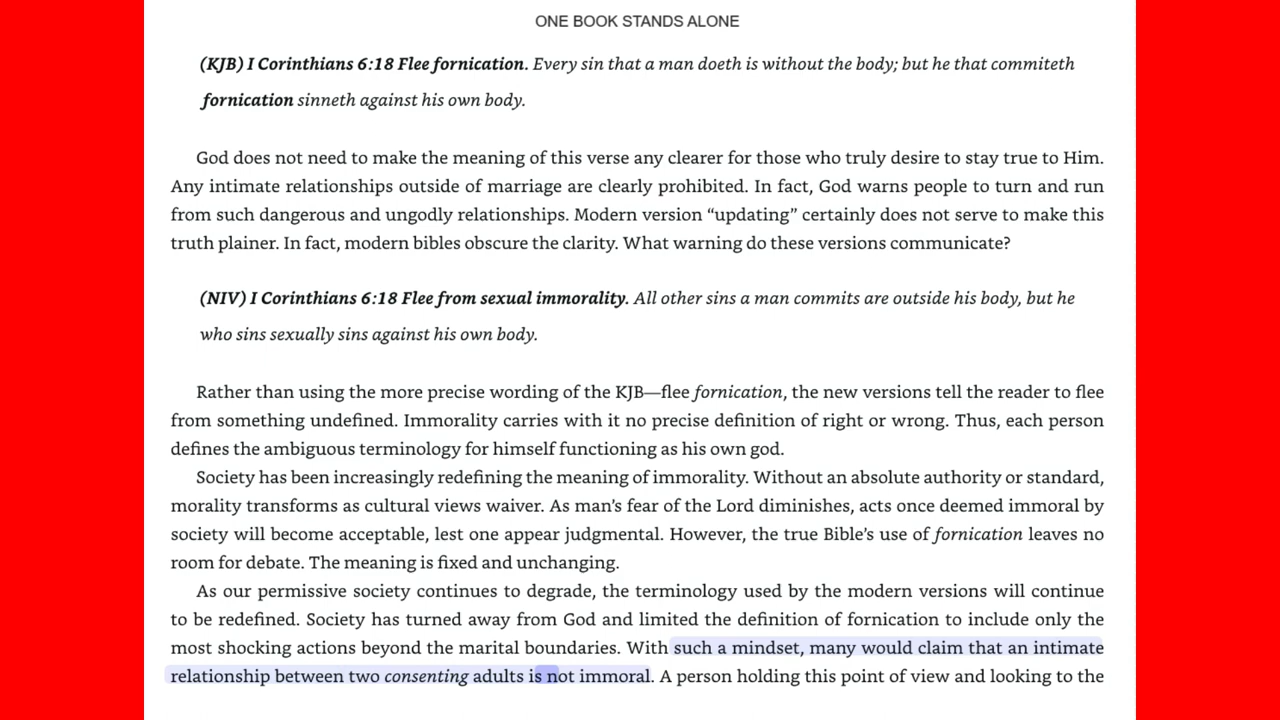 ONE BOOK STANDS ALONE
(KJB) I Corinthians 6:18 Flee fornication. Every sin that a man doeth is without the body; but he that commiteth
fornication sinneth against his own body.
God does not need to make the meaning of this verse any clearer for those who truly desire to stay true to Him.
Any intimate relationships outside of marriage are clearly prohibited. In fact, God warns people to turn and run
from such dangerous and ungodly relationships. Modern version “updating” certainly does not serve to make this
truth plainer. In fact, modern bibles obscure the clarity. What warning do these versions communicate?
(NIV) I Corinthians 6:18 Flee from sexual immorality. All other sins a man commits are outside his body, but he
who sins sexually sins against his own body.
Rather than using the more precise wording of the KJB—flee fornication, the new versions tell the reader to flee
from something undefined. Immorality carries with it no precise definition of right or wrong. Thus, each person
defines the ambiguous terminology for himself functioning as his own god.
Society has been increasingly redefining the meaning of immorality. Without an absolute authority or standard,
morality transforms as cultural views waiver. As man’s fear of the Lord diminishes, acts once deemed immoral by
society will become acceptable, lest one appear judgmental. However, the true Bible’s use of fornication leaves no
room for debate. The meaning is fixed and unchanging.
As our permissive society continues to degrade, the terminology used by the modern versions will continue
to be redefined. Society has turned away from God and limited the definition of fornication to include only the
most shocking actions beyond the marital boundaries. With such a mindset, many would claim that an intimate
relationship between two consenting adults is not immoral. A person holding this point of view and looking to the